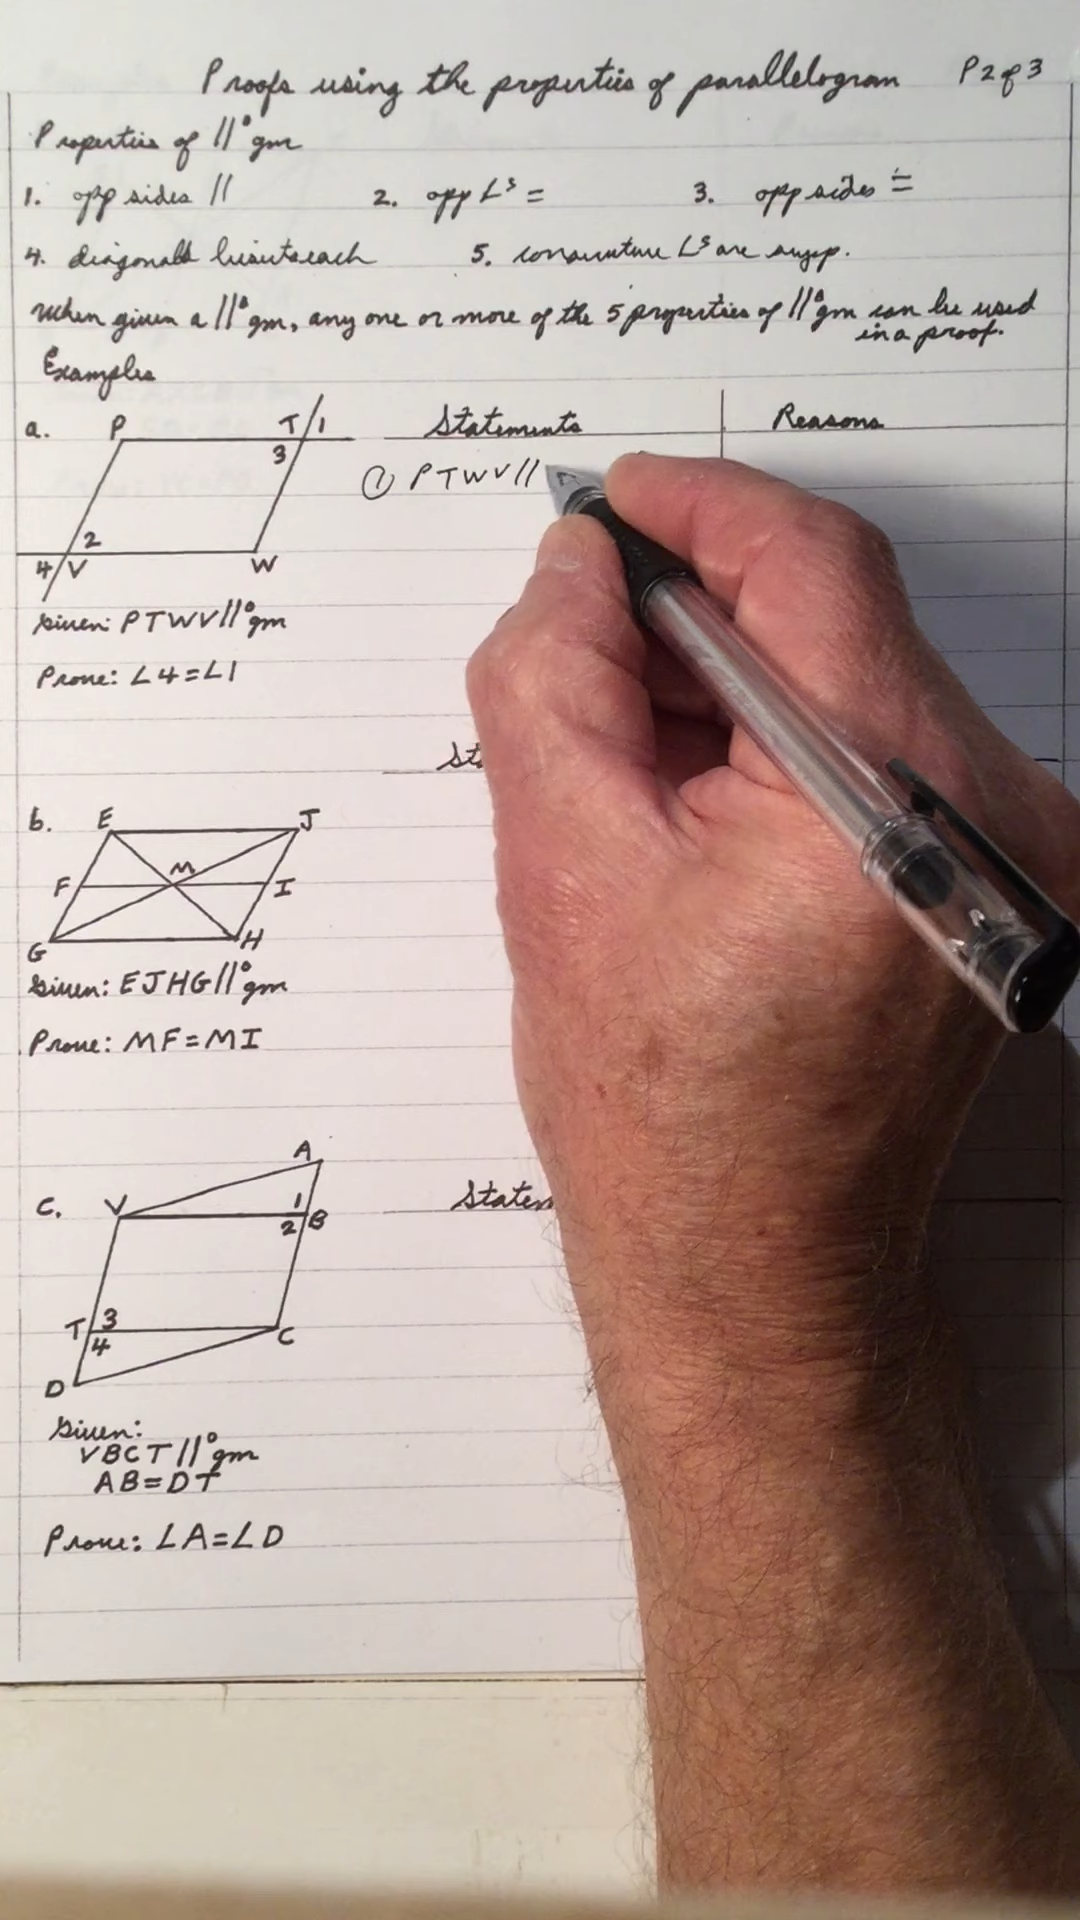 Proofs using the properties of parallelogram P 2 of 3
Properties of ||°gm
1. opp sides || 2. opp ∠s = 3. opp sides =
4. diagonals bisects each 5. consecutive ∠s are supp.
When given a ||°gm, any one or more of the 5 properties of ||°gm can be used
in a proof.
Examples
a. P T 1 Statements Reasons
3 ① PTWV||
2
4 V W
Given: PTWV||°gm
Prove: ∠4=∠1
b. E J
M
F I
G H
Given: EJHG||°gm
Prove: MF=MI
A
c. V 1
2 B
T 3
4 C
D
Given:
VBCT||°gm
AB=DT
Prove: ∠A=∠D